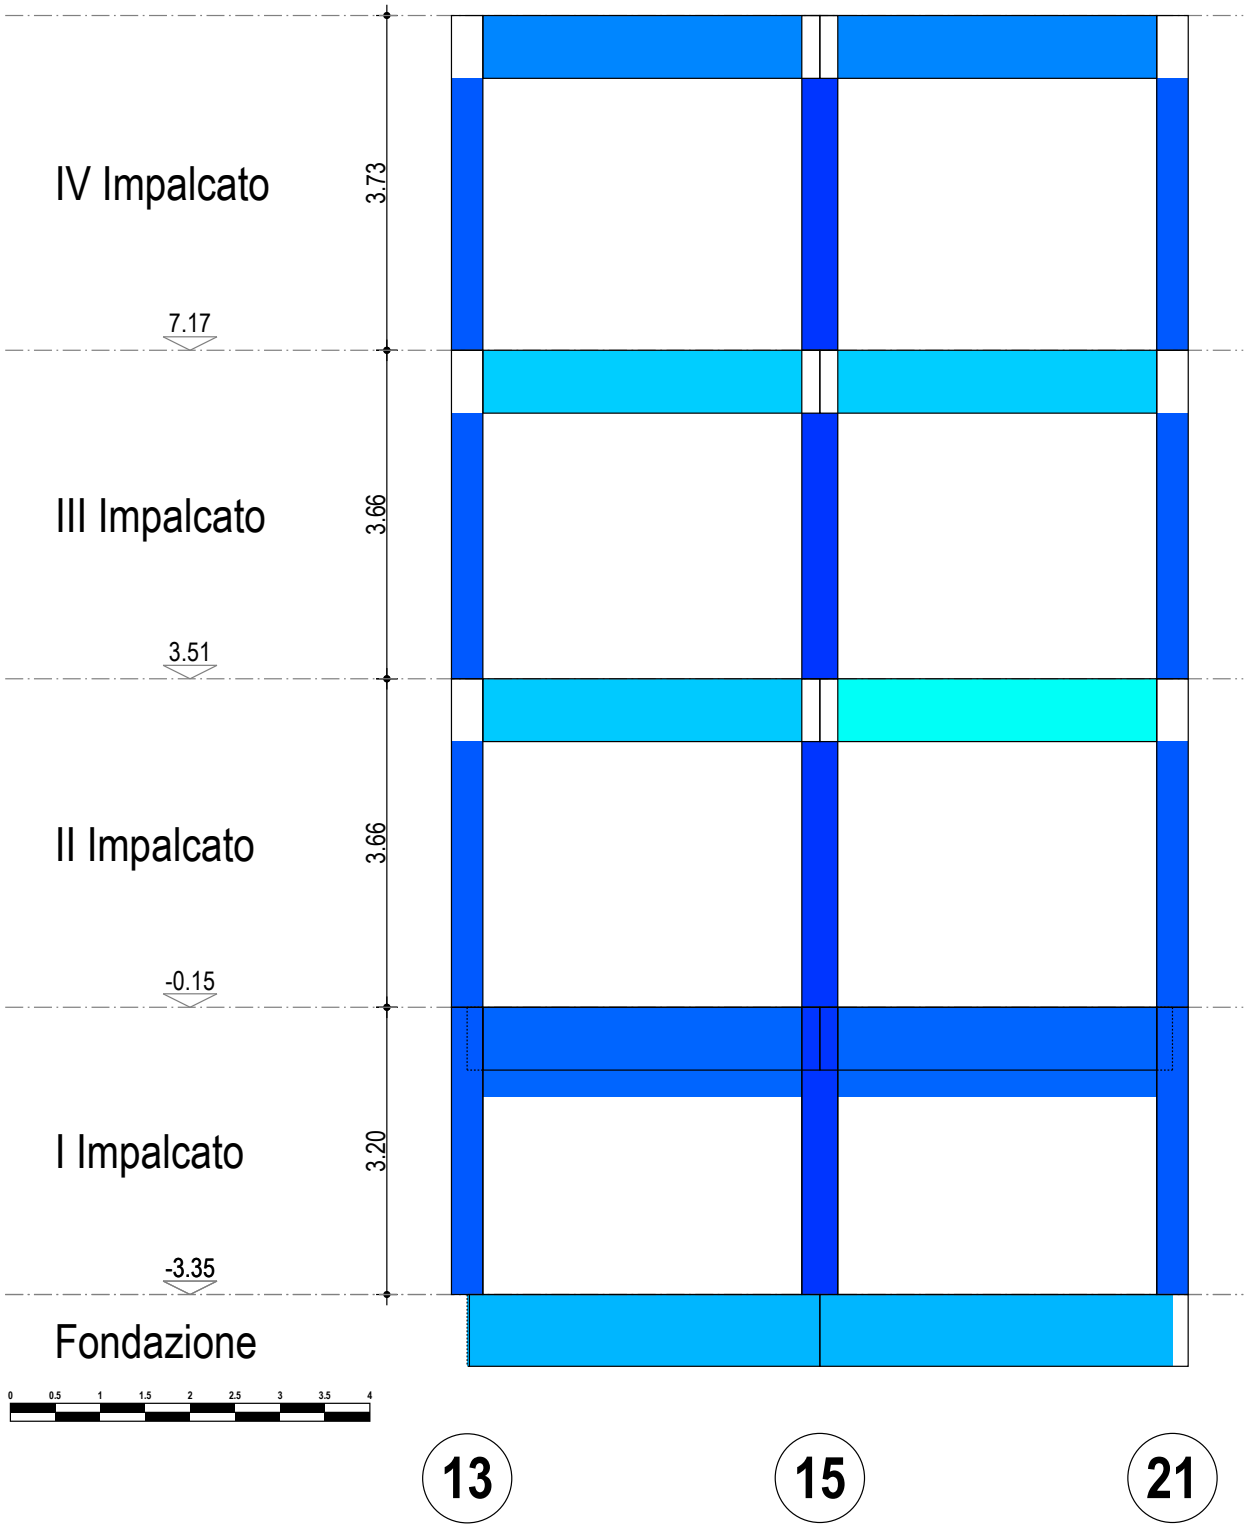 IV Impalcato
3.73
7.17
III Impalcato
3.66
3.51
II Impalcato
3.66
-0.15
I Impalcato
3.20
-3.35
Fondazione
0 0.5 1 1.5 2 2.5 3 3.5 4
13 15 21